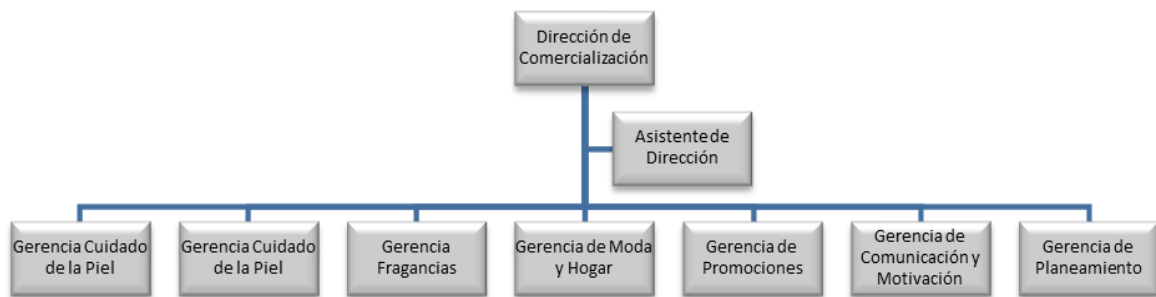 Dirección de
Comercialización
Asistente de
Dirección
Gerencia Cuidado
de la Piel
Gerencia Cuidado
de la Piel
Gerencia
Fragancias
Gerencia de Moda
y Hogar
Gerencia de
Promociones
Gerencia de
Comunicación y
Motivación
Gerencia de
Planeamiento